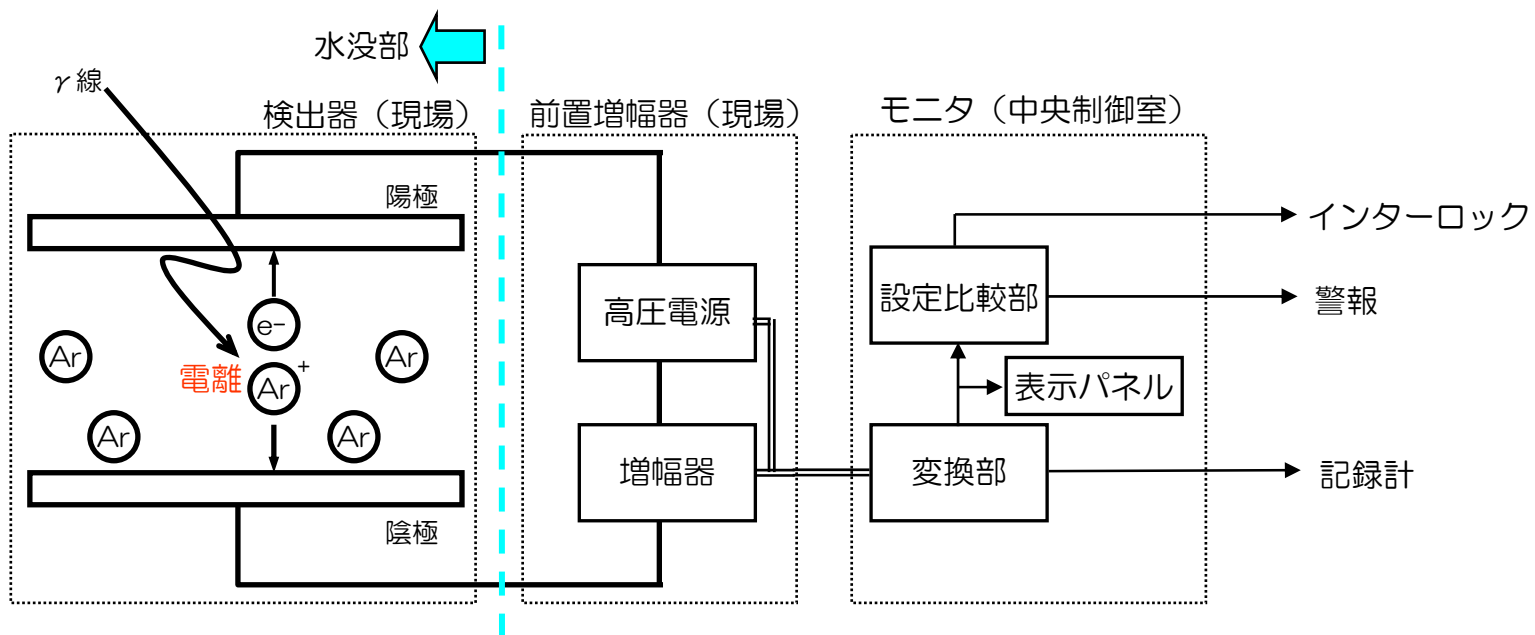 水没部
γ線
検出器（現場）
前置増幅器（現場）
モニタ（中央制御室）
陽極
インターロック
高圧電源
設定比較部
警報
e−
Ar
Ar
電離
Ar+
表示パネル
Ar
Ar
増幅器
変換部
記録計
陰極